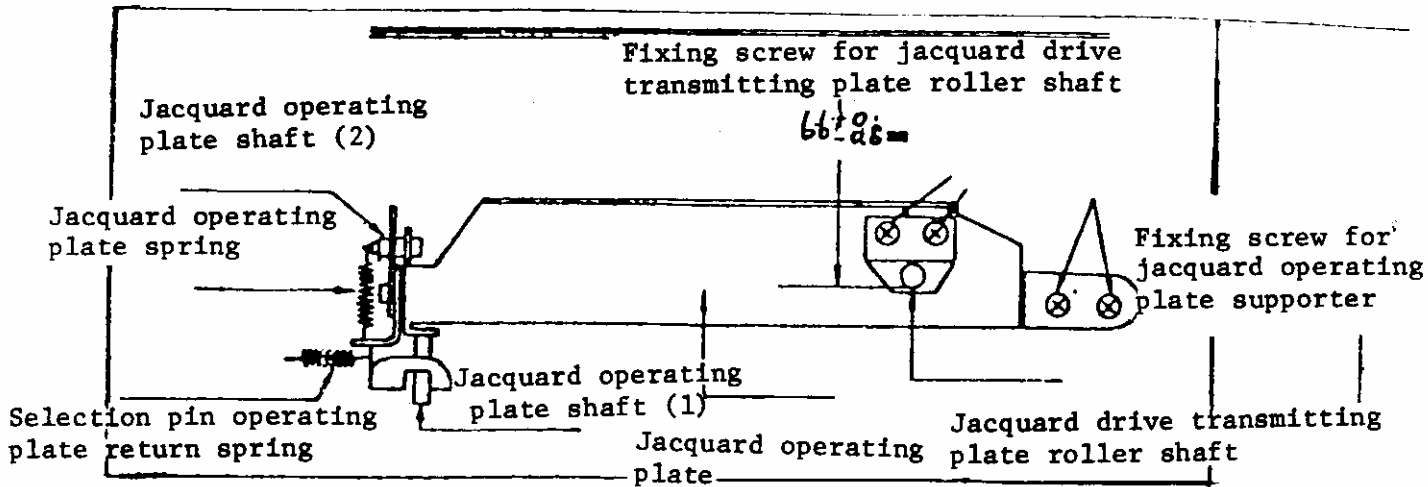 Fixing screw for jacquard drive
transmitting plate roller shaft
Jacquard operating
plate shaft (2)
Jacquard operating
plate spring
Fixing screw for
jacquard operating
plate supporter
Selection pin operating
plate return spring
Jacquard operating
plate shaft (1)
Jacquard operating
plate
Jacquard drive transmitting
plate roller shaft